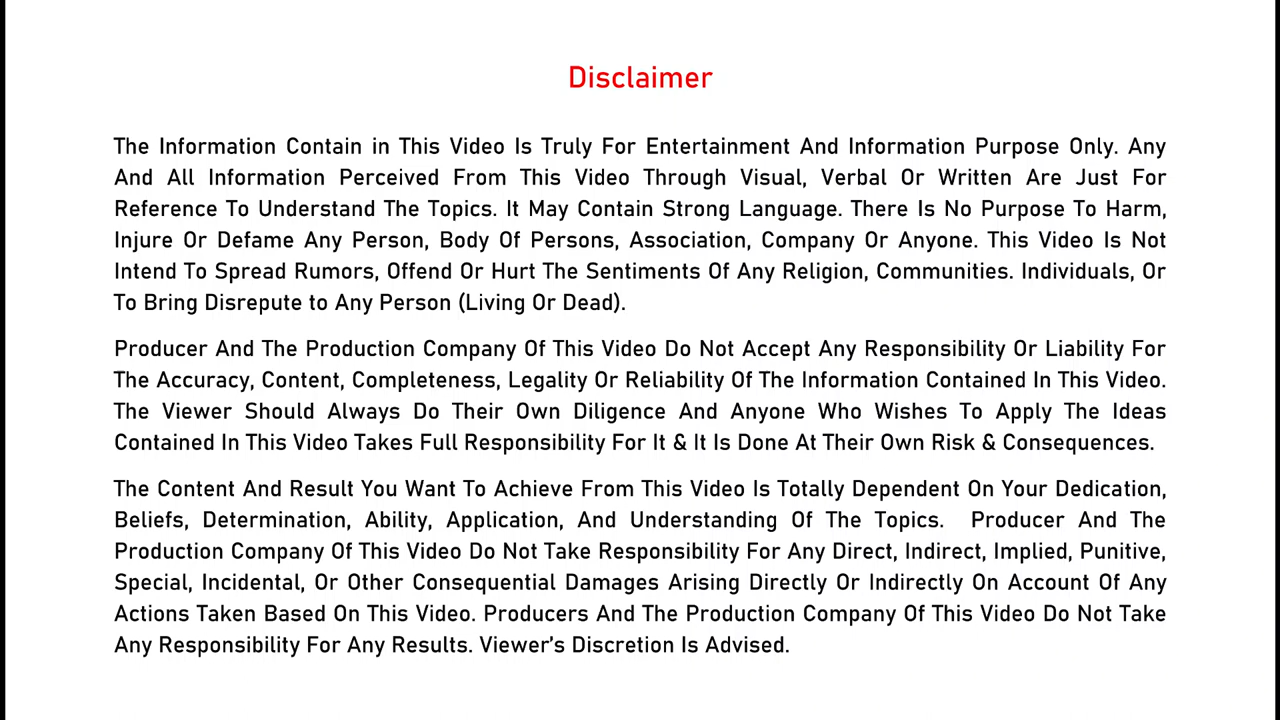 Disclaimer
The Information Contain in This Video Is Truly For Entertainment And Information Purpose Only. Any
And All Information Perceived From This Video Through Visual, Verbal Or Written Are Just For
Reference To Understand The Topics. It May Contain Strong Language. There Is No Purpose To Harm,
Injure Or Defame Any Person, Body Of Persons, Association, Company Or Anyone. This Video Is Not
Intend To Spread Rumors, Offend Or Hurt The Sentiments Of Any Religion, Communities. Individuals, Or
To Bring Disrepute to Any Person (Living Or Dead).
Producer And The Production Company Of This Video Do Not Accept Any Responsibility Or Liability For
The Accuracy, Content, Completeness, Legality Or Reliability Of The Information Contained In This Video.
The Viewer Should Always Do Their Own Diligence And Anyone Who Wishes To Apply The Ideas
Contained In This Video Takes Full Responsibility For It & It Is Done At Their Own Risk & Consequences.
The Content And Result You Want To Achieve From This Video Is Totally Dependent On Your Dedication,
Beliefs, Determination, Ability, Application, And Understanding Of The Topics. Producer And The
Production Company Of This Video Do Not Take Responsibility For Any Direct, Indirect, Implied, Punitive,
Special, Incidental, Or Other Consequential Damages Arising Directly Or Indirectly On Account Of Any
Actions Taken Based On This Video. Producers And The Production Company Of This Video Do Not Take
Any Responsibility For Any Results. Viewer's Discretion Is Advised.